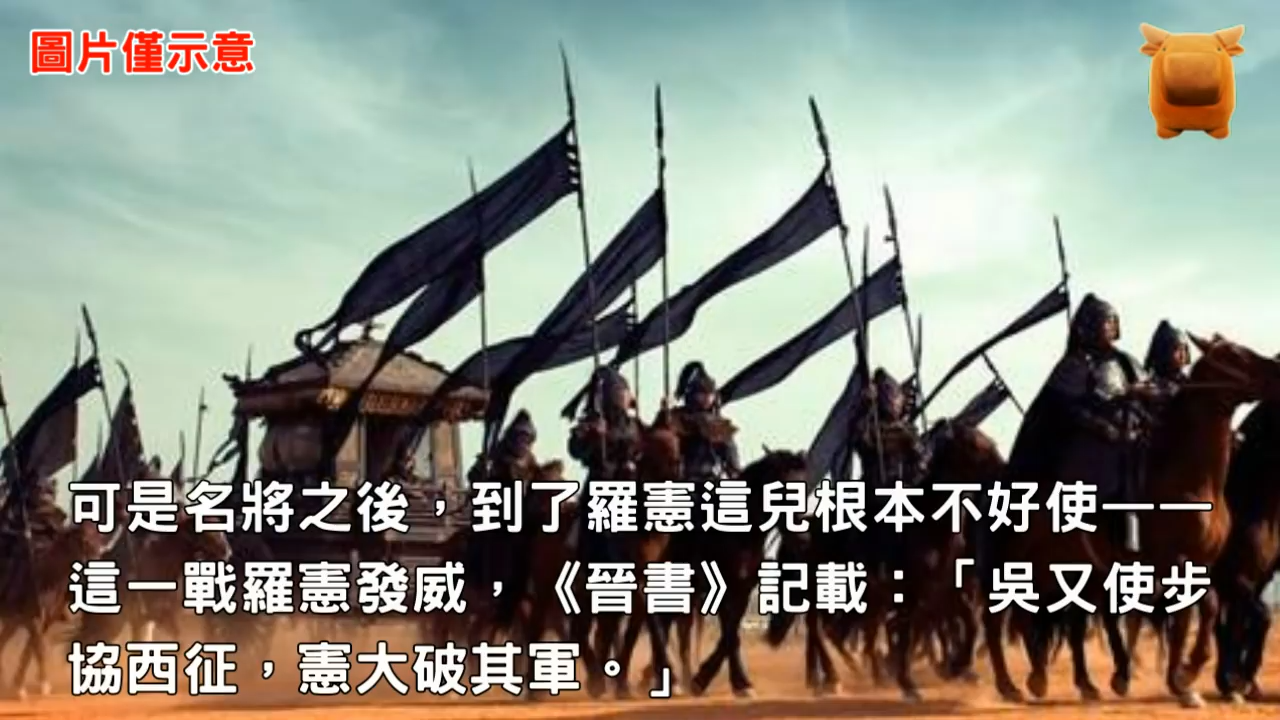 圖片僅示意
可是名將之後，到了羅憲這兒根本不好使——
這一戰羅憲發威，《晉書》記載：「吳又使步
協西征，憲大破其軍。」